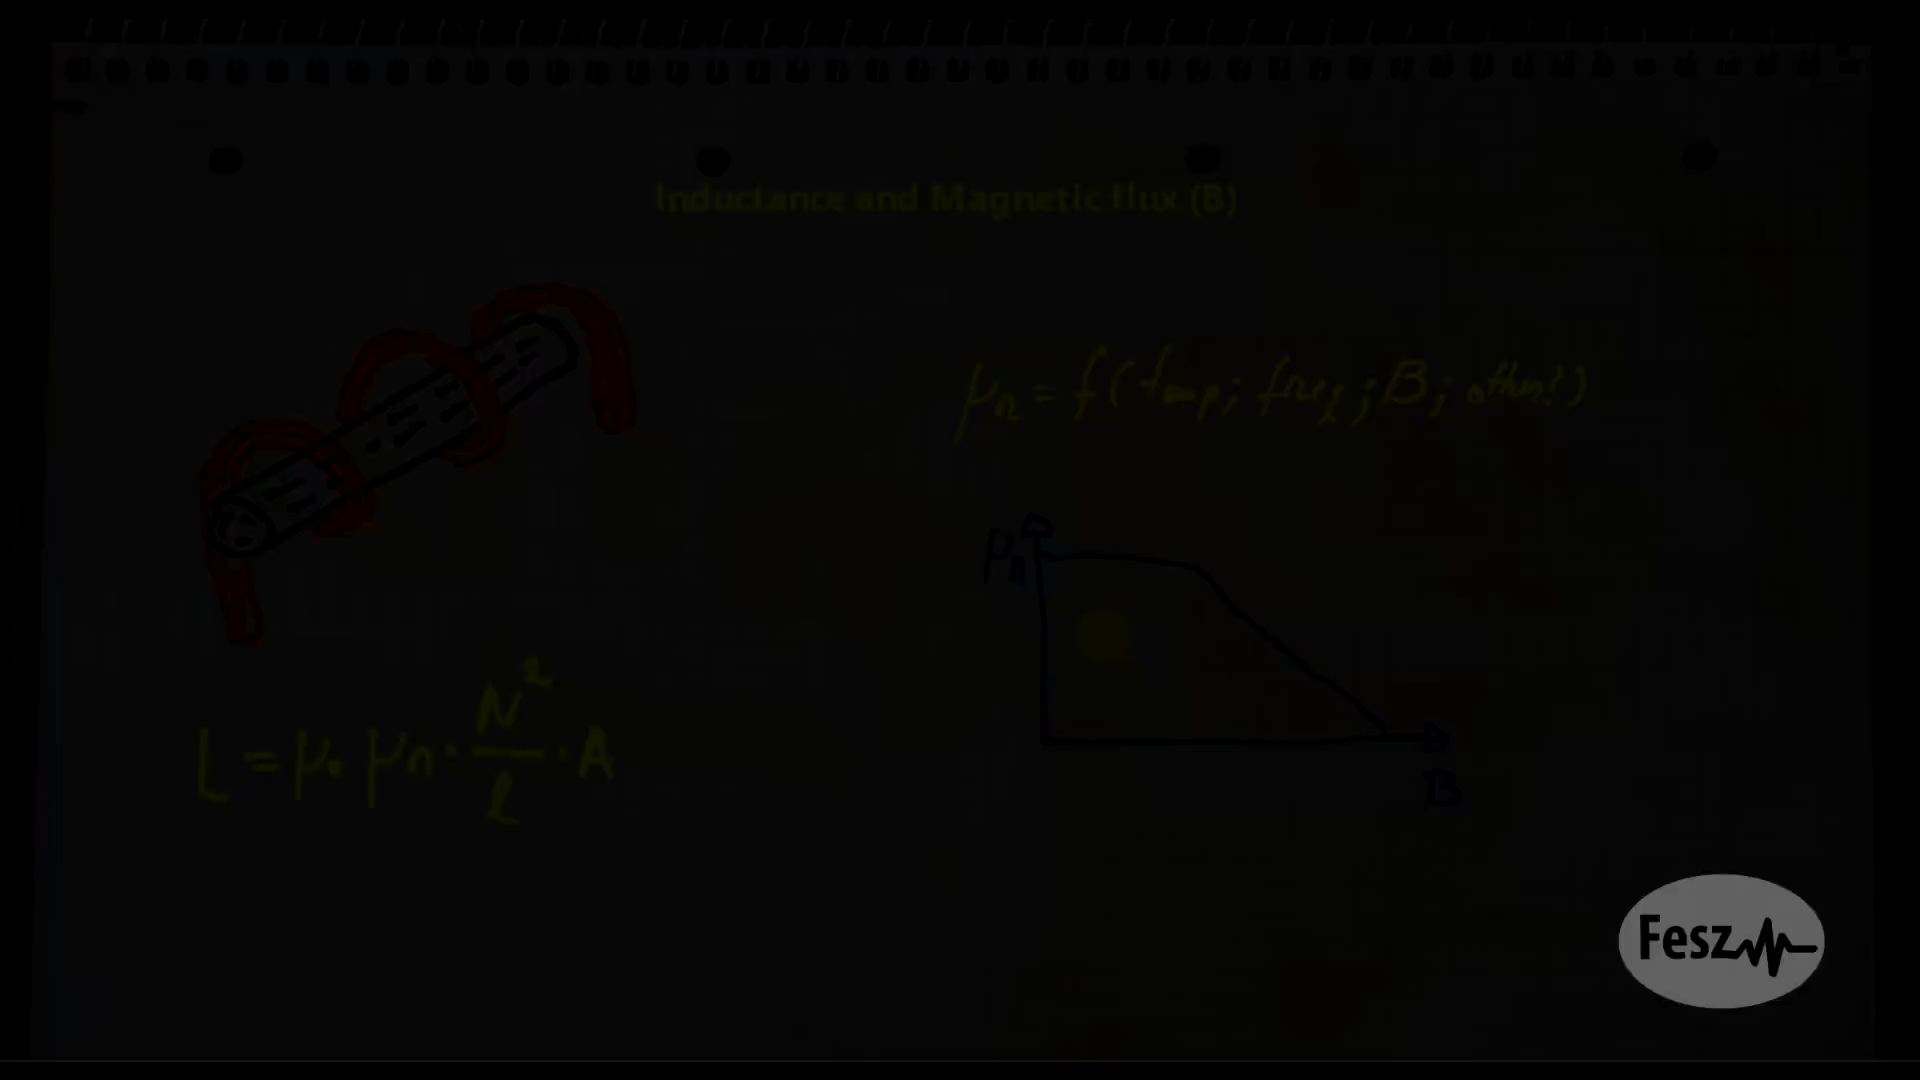 Inductance and Magnetic flux (B)
μr = f(temp; freq; B; other?)
μr
B
L = μ₀ μr · N²/l · A
Fesz